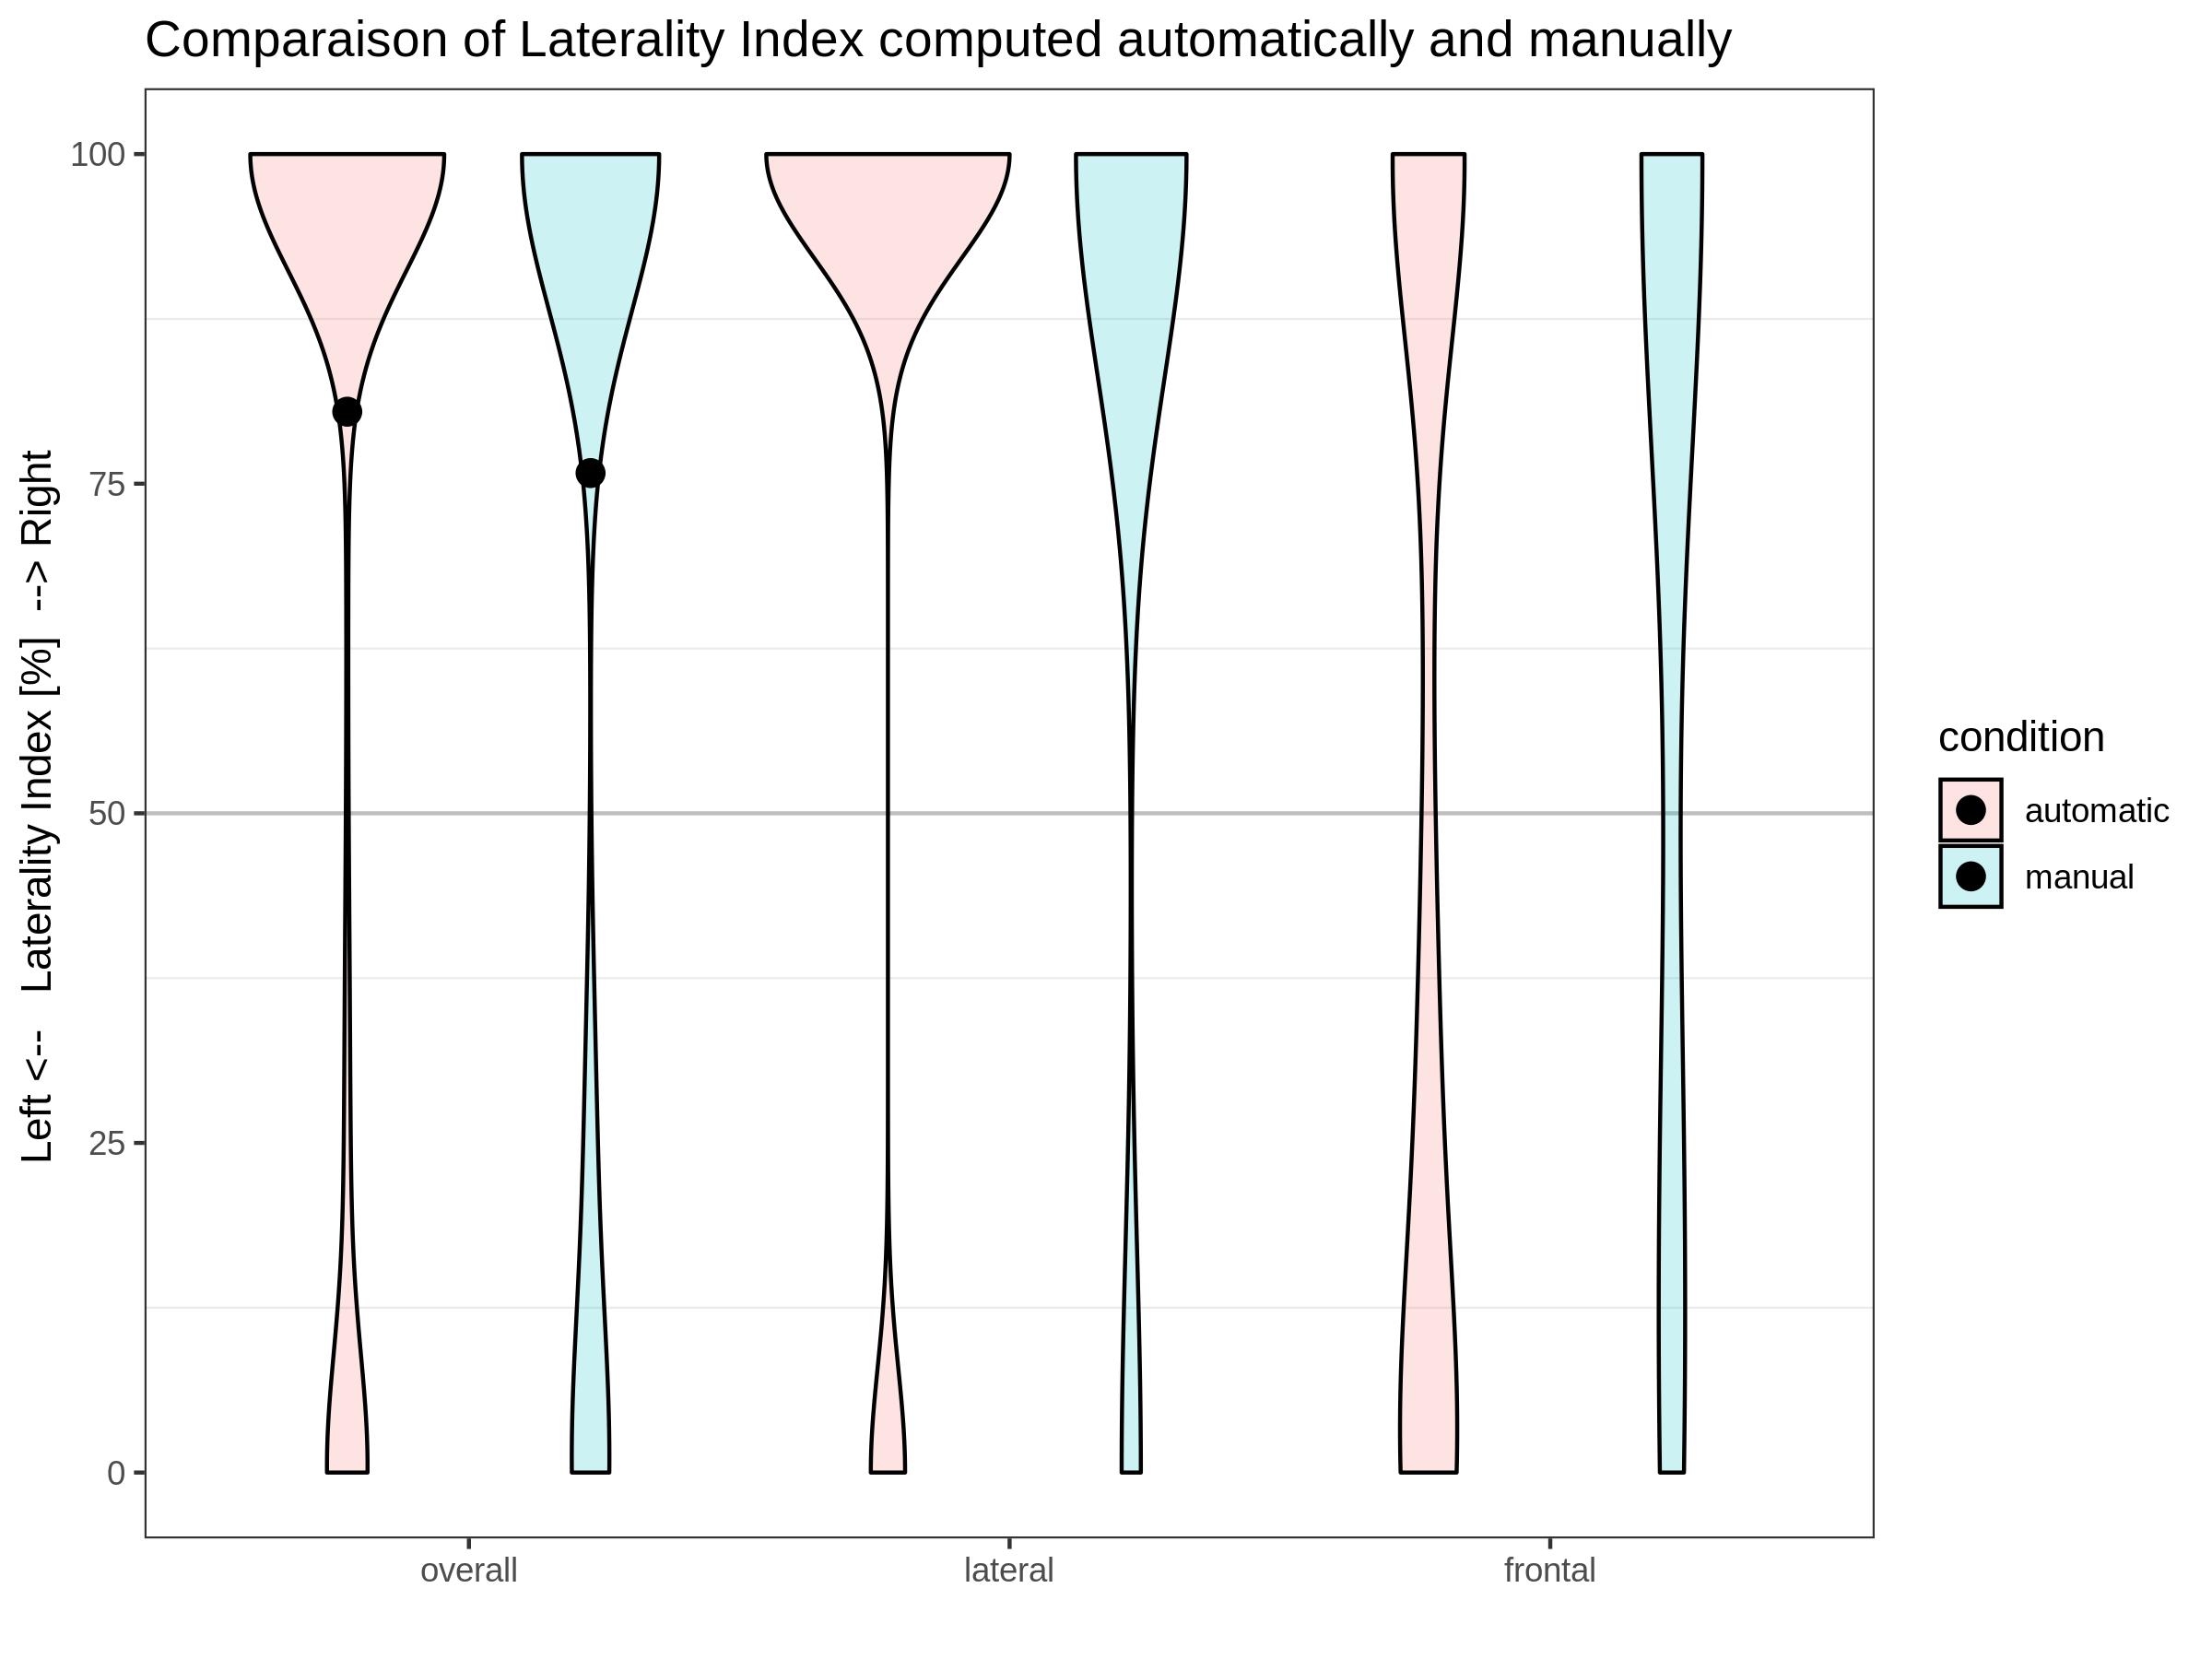 Comparaison of Laterality Index computed automatically and manually
Left <-- Laterality Index [%] --> Right
100
75
50
25
0
overall
lateral
frontal
condition
automatic
manual